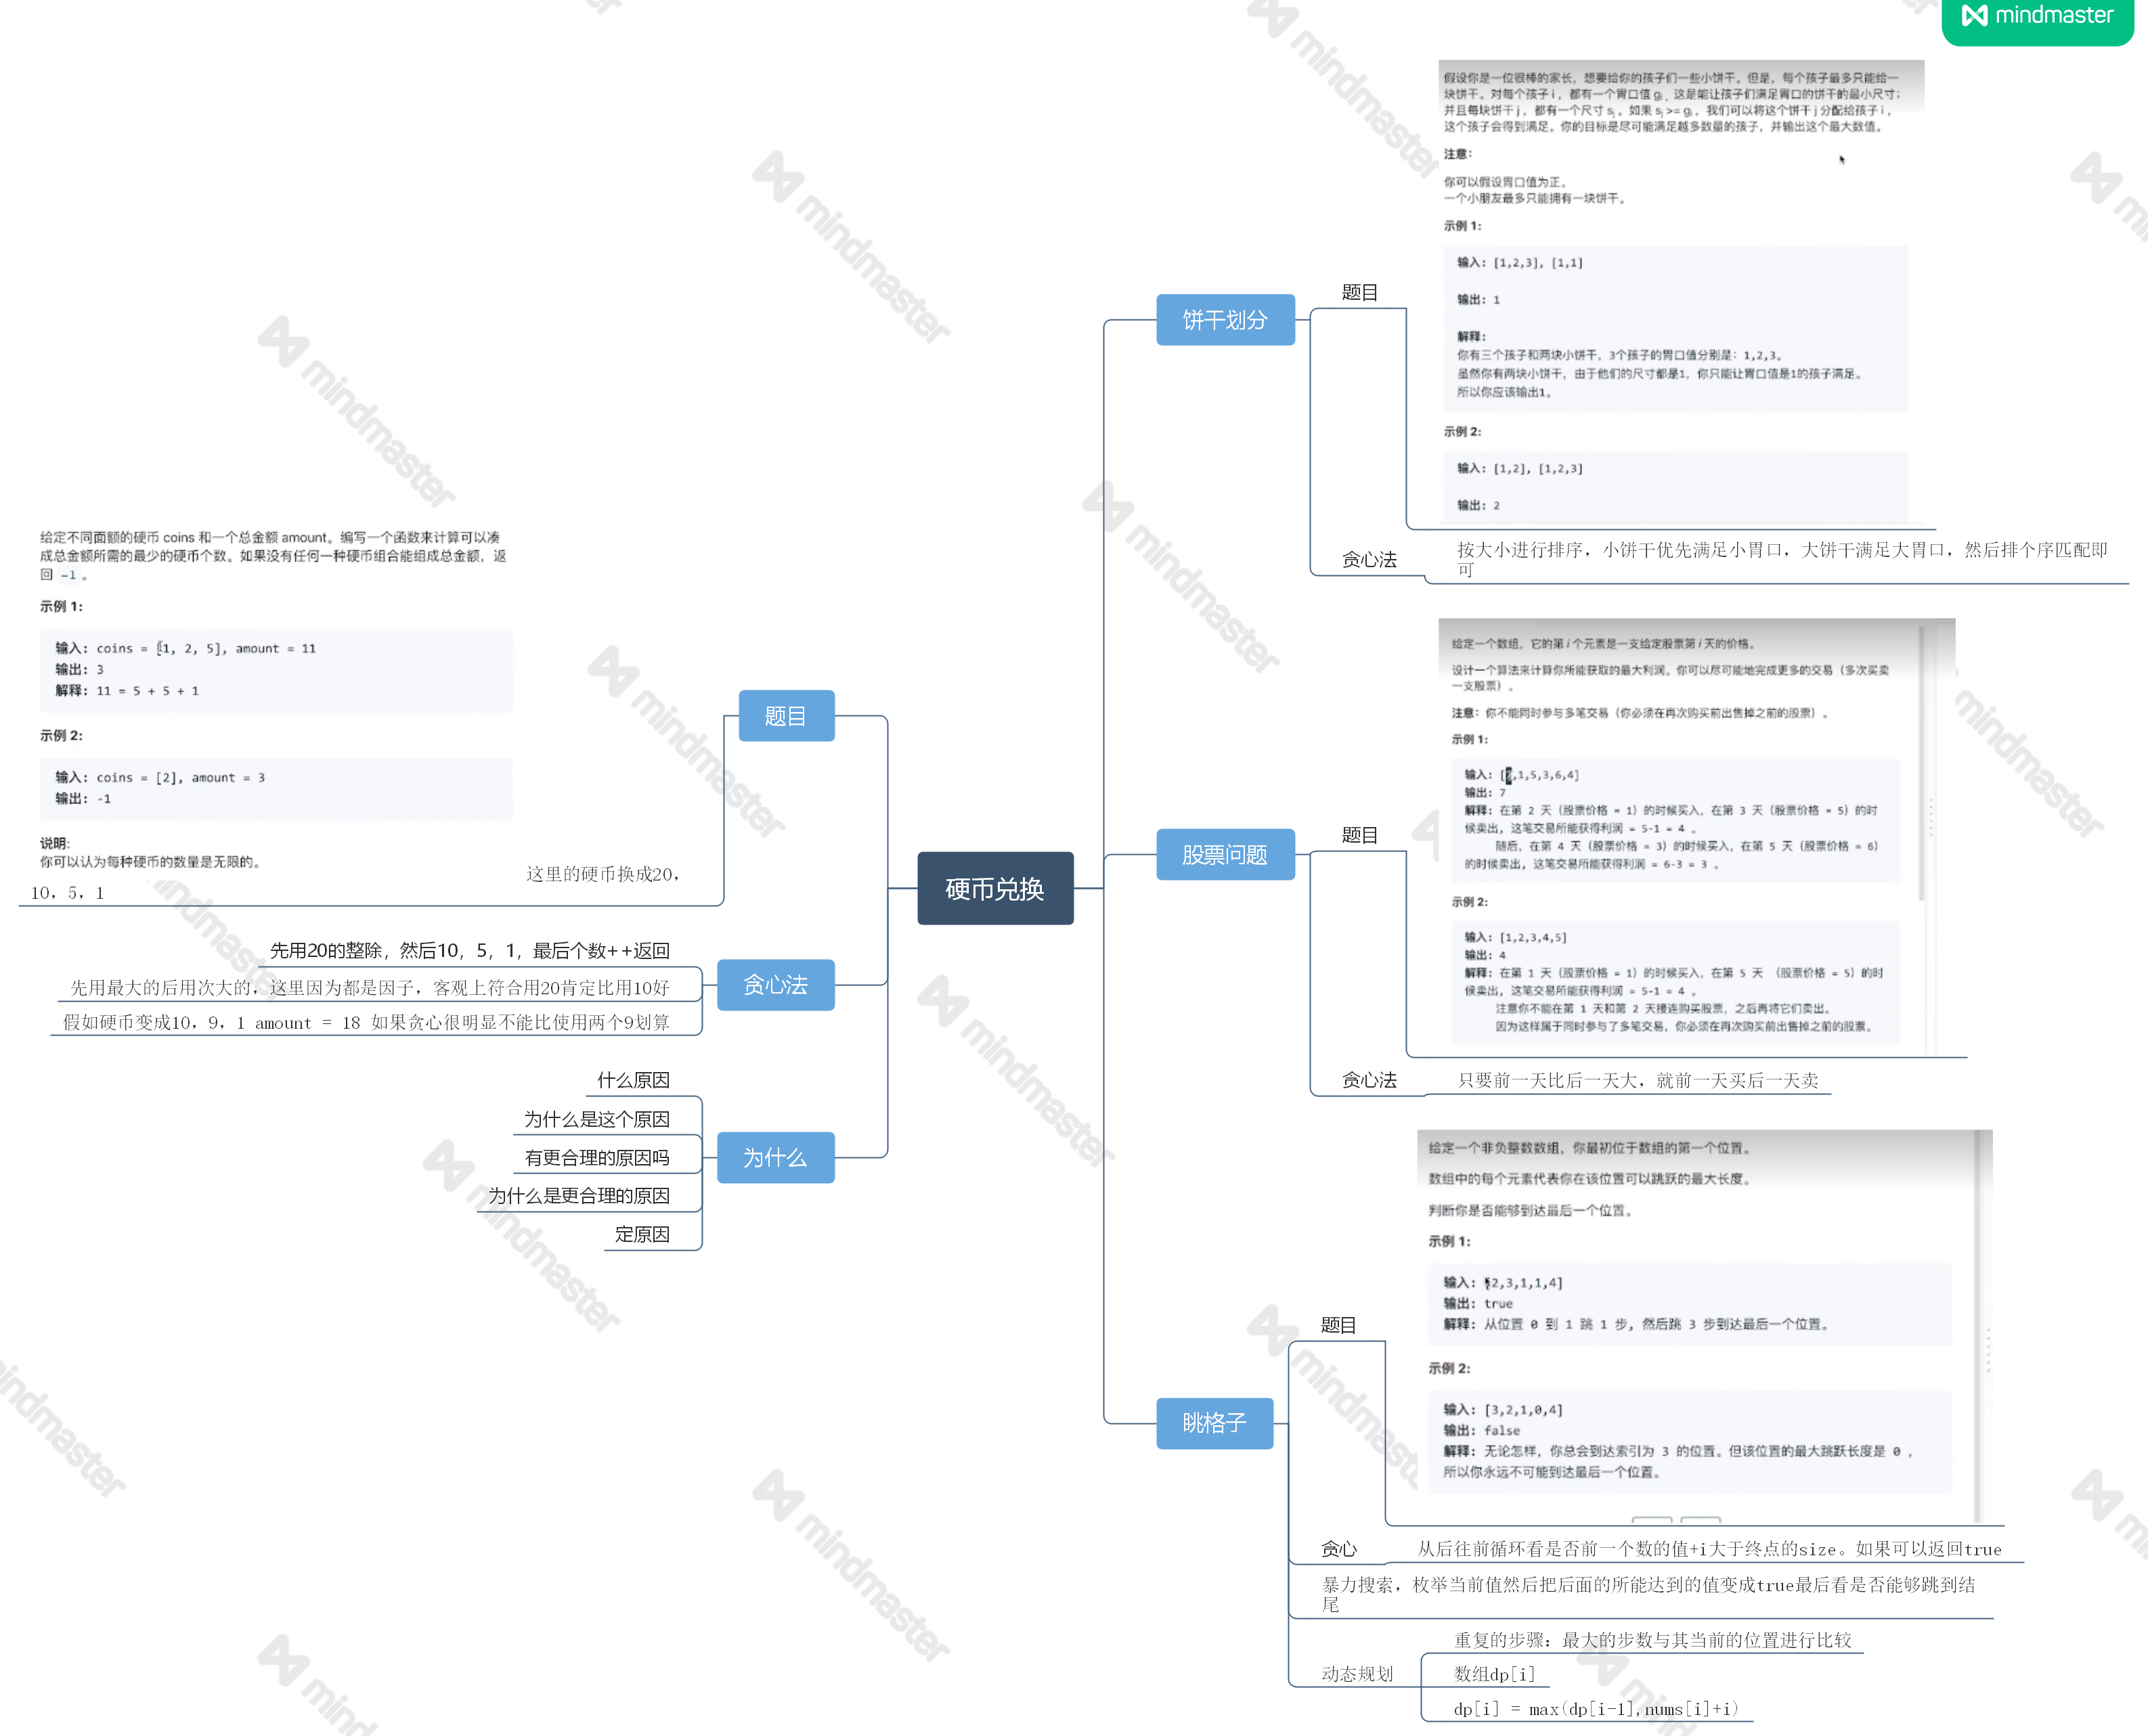 mindmaster
给定不同面额的硬币 coins 和一个总金额 amount。编写一个函数来计算可以凑
成总金额所需的最少的硬币个数。如果没有任何一种硬币组合能组成总金额，返
回 -1 。
示例 1:
输入: coins = [1, 2, 5], amount = 11
输出: 3
解释: 11 = 5 + 5 + 1
示例 2:
输入: coins = [2], amount = 3
输出: -1
说明:
你可以认为每种硬币的数量是无限的。
这里的硬币换成20，
10，5，1
题目
先用20的整除，然后10，5，1，最后个数++返回
先用最大的后用次大的，这里因为都是因子，客观上符合用20肯定比用10好
假如硬币变成10，9，1 amount = 18 如果贪心很明显不能比使用两个9划算
贪心法
什么原因
为什么是这个原因
有更合理的原因吗
为什么是更合理的原因
定原因
为什么
硬币兑换
饼干划分
题目
假设你是一位很棒的家长，想要给你的孩子们一些小饼干。但是，每个孩子最多只能给一
块饼干。对每个孩子 i ，都有一个胃口值 gi，这是能让孩子们满足胃口的饼干的最小尺寸；
并且每块饼干 j ，都有一个尺寸 sj 。如果 sj >= gi ，我们可以将这个饼干 j 分配给孩子 i ，
这个孩子会得到满足。你的目标是尽可能满足越多数量的孩子，并输出这个最大数值。
注意：
你可以假设胃口值为正。
一个小朋友最多只能拥有一块饼干。
示例 1:
输入: [1,2,3], [1,1]
输出: 1
解释:
你有三个孩子和两块小饼干，3个孩子的胃口值分别是：1,2,3。
虽然你有两块小饼干，由于他们的尺寸都是1，你只能让胃口值是1的孩子满足。
所以你应该输出1。
示例 2:
输入: [1,2], [1,2,3]
输出: 2
贪心法
按大小进行排序，小饼干优先满足小胃口，大饼干满足大胃口，然后排个序匹配即
可
股票问题
题目
给定一个数组，它的第 i 个元素是一支给定股票第 i 天的价格。
设计一个算法来计算你所能获取的最大利润。你可以尽可能地完成更多的交易（多次买卖
一支股票）。
注意：你不能同时参与多笔交易（你必须在再次购买前出售掉之前的股票）。
示例 1:
输入: [7,1,5,3,6,4]
输出: 7
解释: 在第 2 天（股票价格 = 1）的时候买入，在第 3 天（股票价格 = 5）的时
候卖出, 这笔交易所能获得利润 = 5-1 = 4 。
随后，在第 4 天（股票价格 = 3）的时候买入，在第 5 天（股票价格 = 6）
的时候卖出, 这笔交易所能获得利润 = 6-3 = 3 。
示例 2:
输入: [1,2,3,4,5]
输出: 4
解释: 在第 1 天（股票价格 = 1）的时候买入，在第 5 天 （股票价格 = 5）的时
候卖出, 这笔交易所能获得利润 = 5-1 = 4 。
注意你不能在第 1 天和第 2 天接连购买股票，之后再将它们卖出。
因为这样属于同时参与了多笔交易，你必须在再次购买前出售掉之前的股票。
贪心法
只要前一天比后一天大，就前一天买后一天卖
眺格子
题目
给定一个非负整数数组，你最初位于数组的第一个位置。
数组中的每个元素代表你在该位置可以跳跃的最大长度。
判断你是否能够到达最后一个位置。
示例 1:
输入: [2,3,1,1,4]
输出: true
解释: 从位置 0 到 1 跳 1 步, 然后跳 3 步到达最后一个位置。
示例 2:
输入: [3,2,1,0,4]
输出: false
解释: 无论怎样，你总会到达索引为 3 的位置。但该位置的最大跳跃长度是 0 ，
所以你永远不可能到达最后一个位置。
贪心
从后往前循环看是否前一个数的值+i大于终点的size。如果可以返回true
暴力搜索，枚举当前值然后把后面的所能达到的值变成true最后看是否能够跳到结
尾
动态规划
重复的步骤：最大的步数与其当前的位置进行比较
数组dp[i]
dp[i] = max(dp[i-1],nums[i]+i)